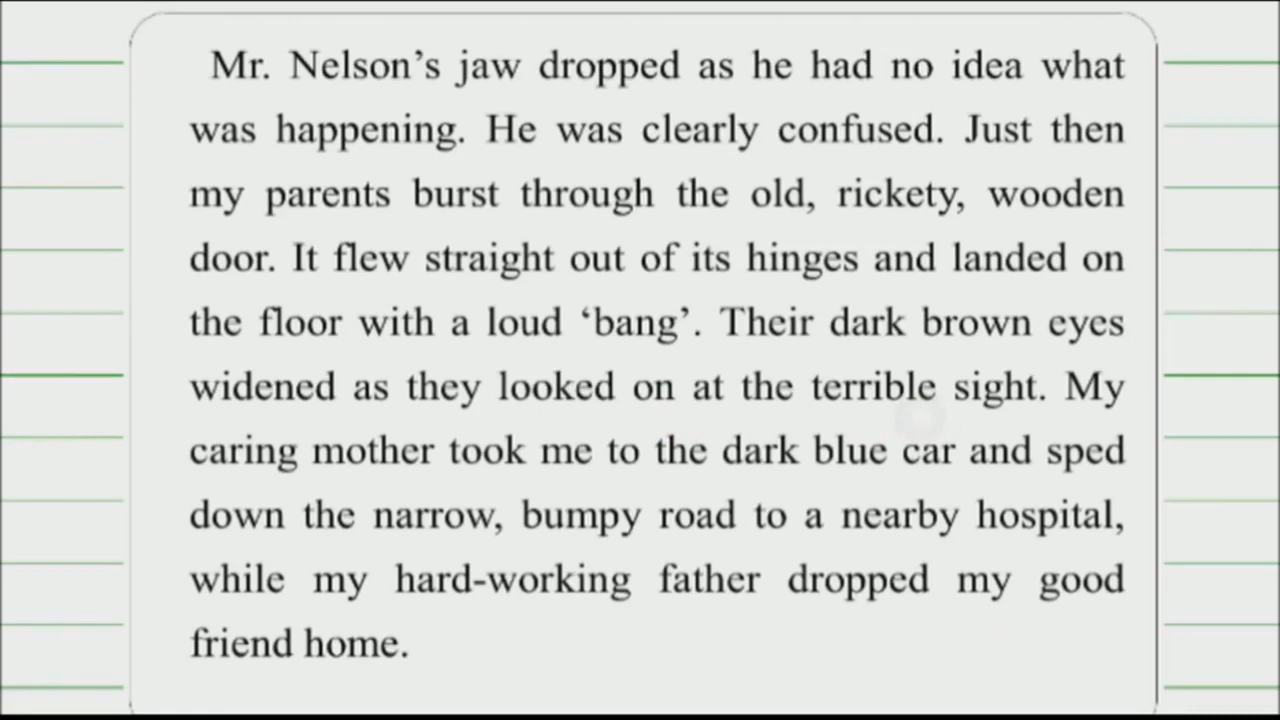 Mr. Nelson’s jaw dropped as he had no idea what
was happening. He was clearly confused. Just then
my parents burst through the old, rickety, wooden
door. It flew straight out of its hinges and landed on
the floor with a loud ‘bang’. Their dark brown eyes
widened as they looked on at the terrible sight. My
caring mother took me to the dark blue car and sped
down the narrow, bumpy road to a nearby hospital,
while my hard-working father dropped my good
friend home.